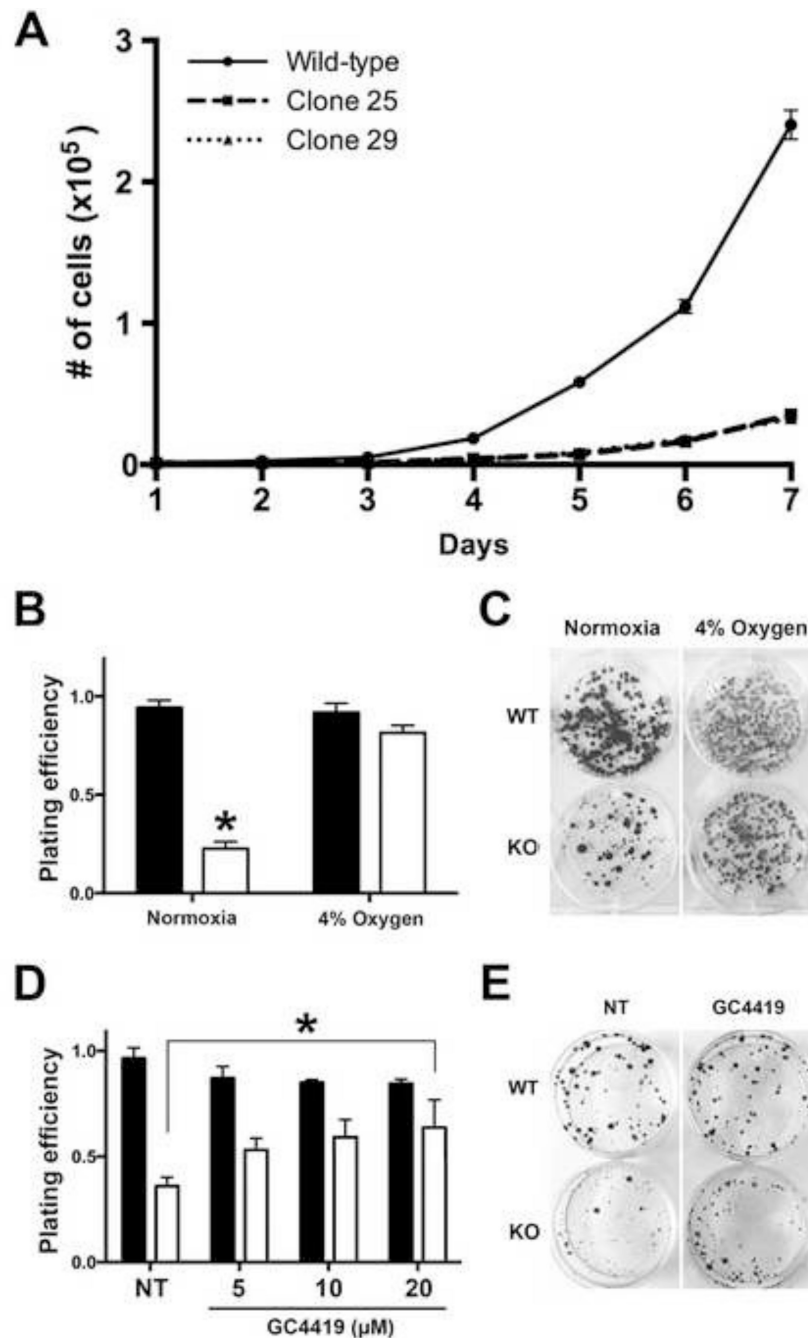 A
3
Wild-type
Clone 25
Clone 29
2
1
0
# of cells (x10⁵)
1 2 3 4 5 6 7
Days
B
Plating efficiency
1.0
0.5
0.0
*
Normoxia 4% Oxygen
C
Normoxia 4% Oxygen
WT
KO
D
Plating efficiency
1.0
0.5
0.0
*
NT 5 10 20
GC4419 (µM)
E
NT GC4419
WT
KO